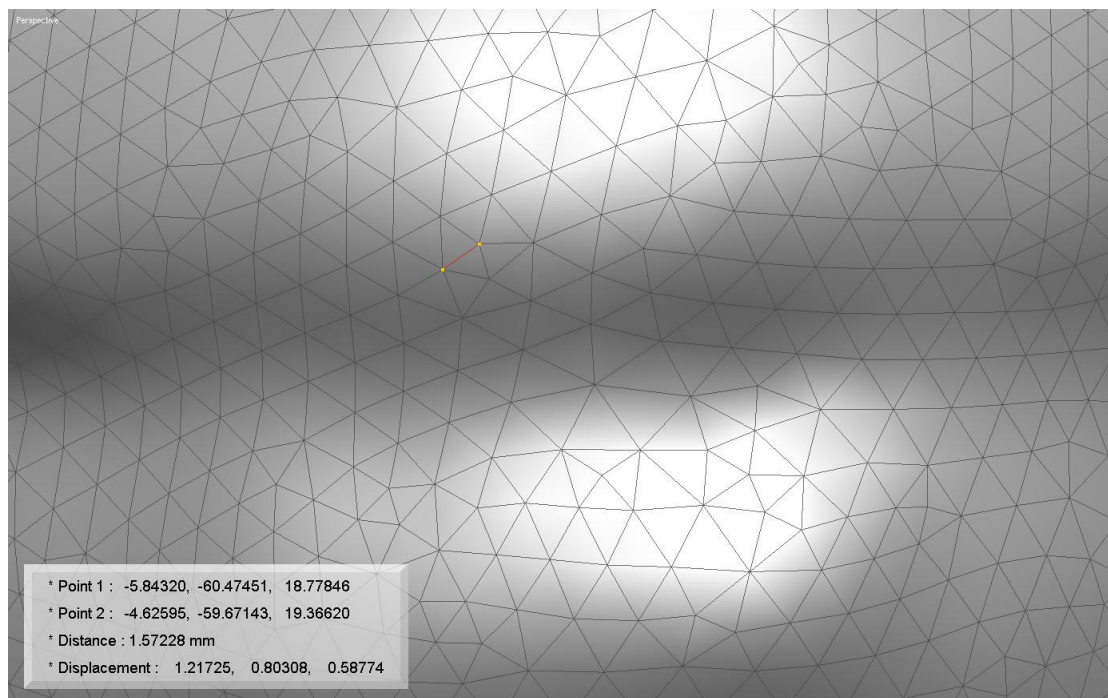 Perspective
* Point 1 : -5.84320, -60.47451, 18.77846
* Point 2 : -4.62595, -59.67143, 19.36620
* Distance : 1.57228 mm
* Displacement : 1.21725, 0.80308, 0.58774